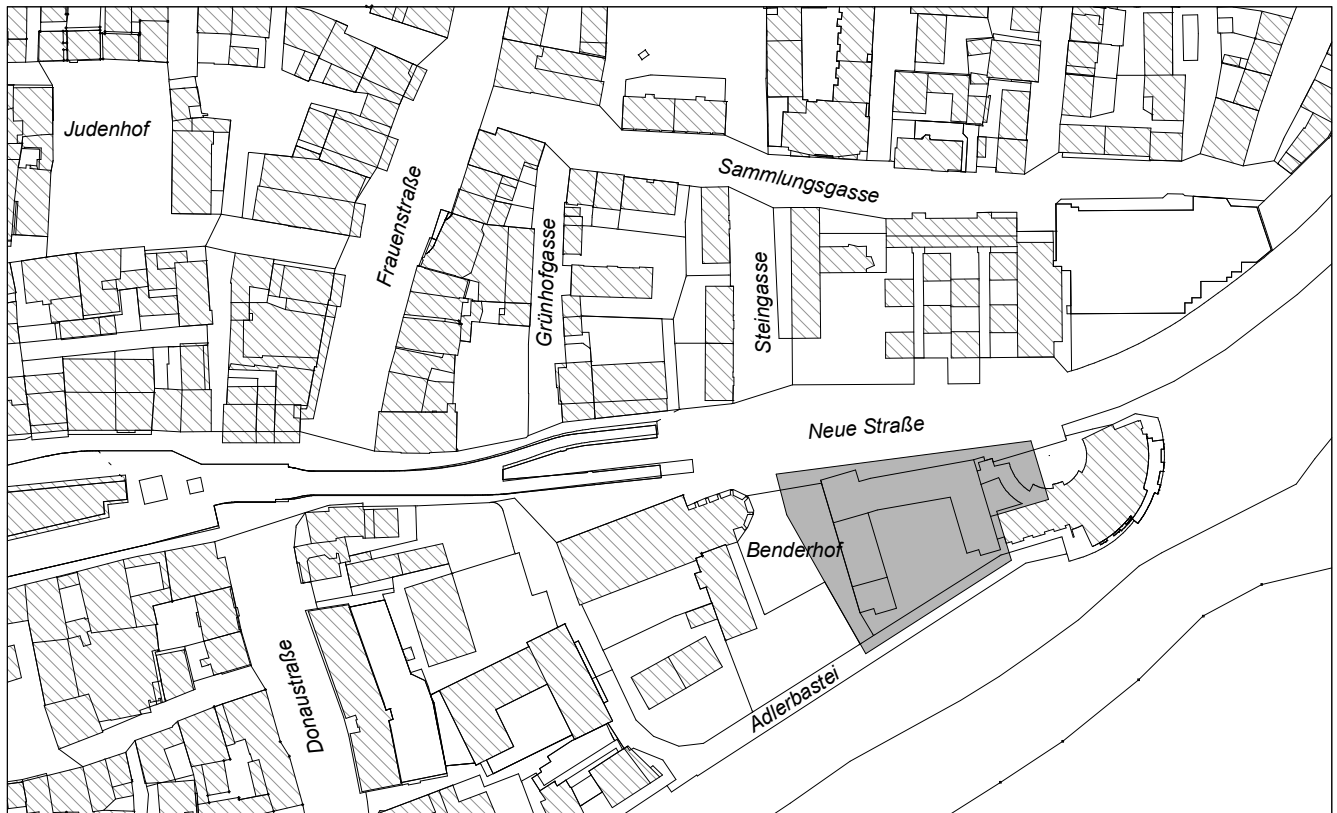 Judenhof
Sammlungsgasse
Frauenstraße
Grünhofgasse
Steingasse
Neue Straße
Benderhof
Donaustraße
Adlerbastei